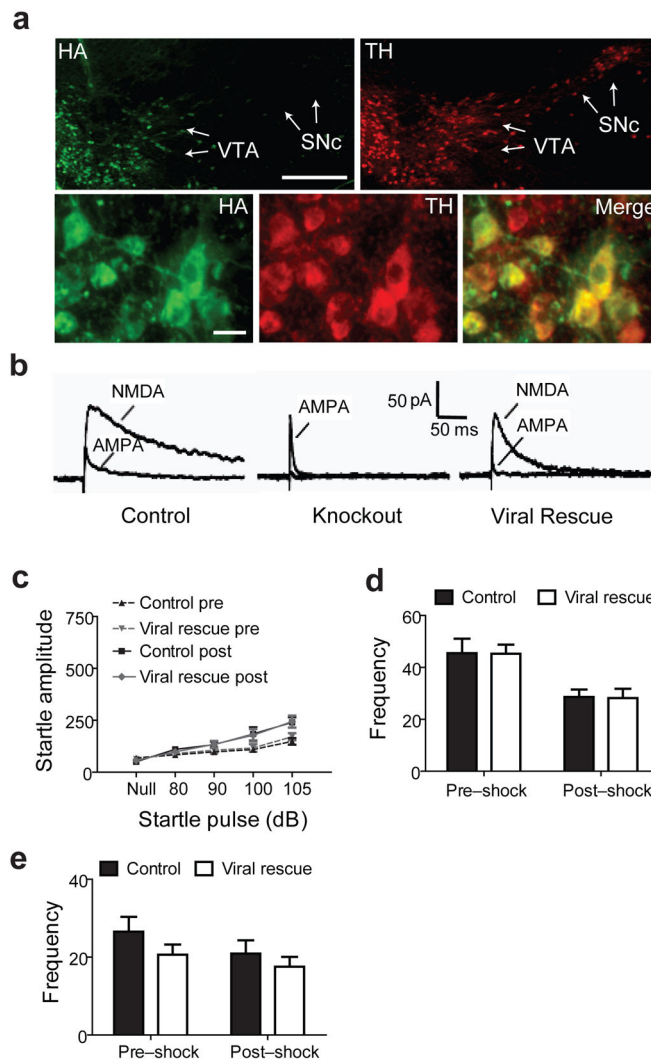 a
HA
TH
VTA
SNc
VTA
SNc
HA
TH
Merge
b
NMDA
AMPA
AMPA
50 pA
50 ms
NMDA
AMPA
Control
Knockout
Viral Rescue
c
Control pre
Viral rescue pre
Control post
Viral rescue post
Startle amplitude
750
500
250
0
Null 80 90 100 105
Startle pulse (dB)
d
Control
Viral rescue
Frequency
60
40
20
0
Pre–shock
Post–shock
e
Control
Viral rescue
Frequency
40
20
0
Pre–shock
Post–shock